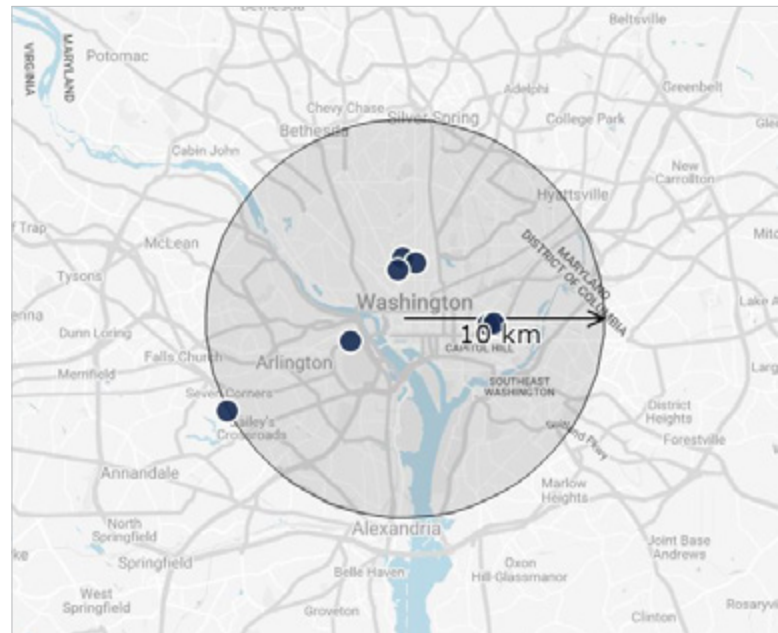 Beltsville
Potomac
MARYLAND
VIRGINIA
Greenbelt
Adelphi
Chevy Chase
Silver Spring
College Park
Bethesda
Cabin John
New
Carrollton
Hyattsville
McLean
MARYLAND
DISTRICT OF COLUMBIA
Tysons
Washington
10 km
Dunn Loring
CAPITOL HILL
Falls Church
Arlington
Merrifield
SOUTHEAST
WASHINGTON
Seven Corners
Bailey's
Crossroads
District
Heights
Suitland Pkwy
Forestville
Annandale
Marlow
Heights
North
Springfield
Alexandria
Joint Base
Andrews
Springfield
Belle Haven
Oxon
Hill-Glassmanor
West
Springfield
Groveton
Clinton